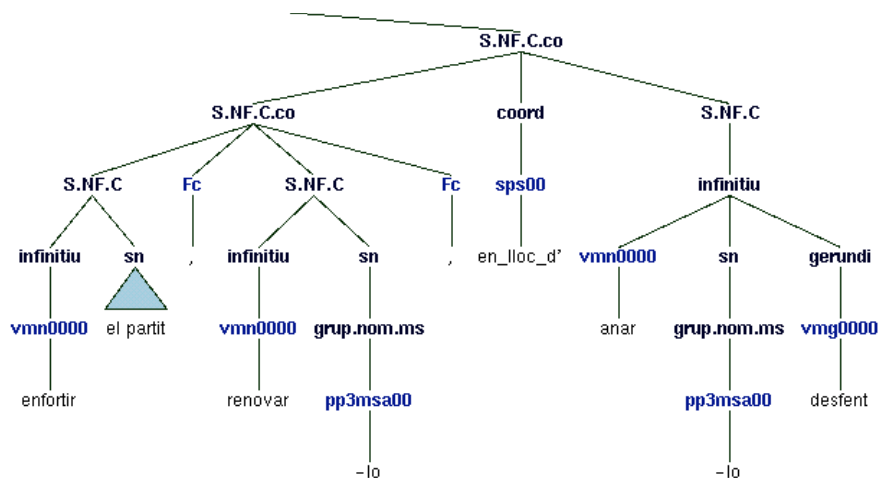 S.NF.C.co
S.NF.C.co coord S.NF.C
S.NF.C Fc S.NF.C Fc sps00 infinitiu
infinitiu sn , infinitiu sn , en_lloc_d' vmn0000 sn gerundi
vmn0000 el partit vmn0000 grup.nom.ms anar grup.nom.ms vmg0000
enfortir renovar pp3msa00 pp3msa00 desfent
-lo -lo